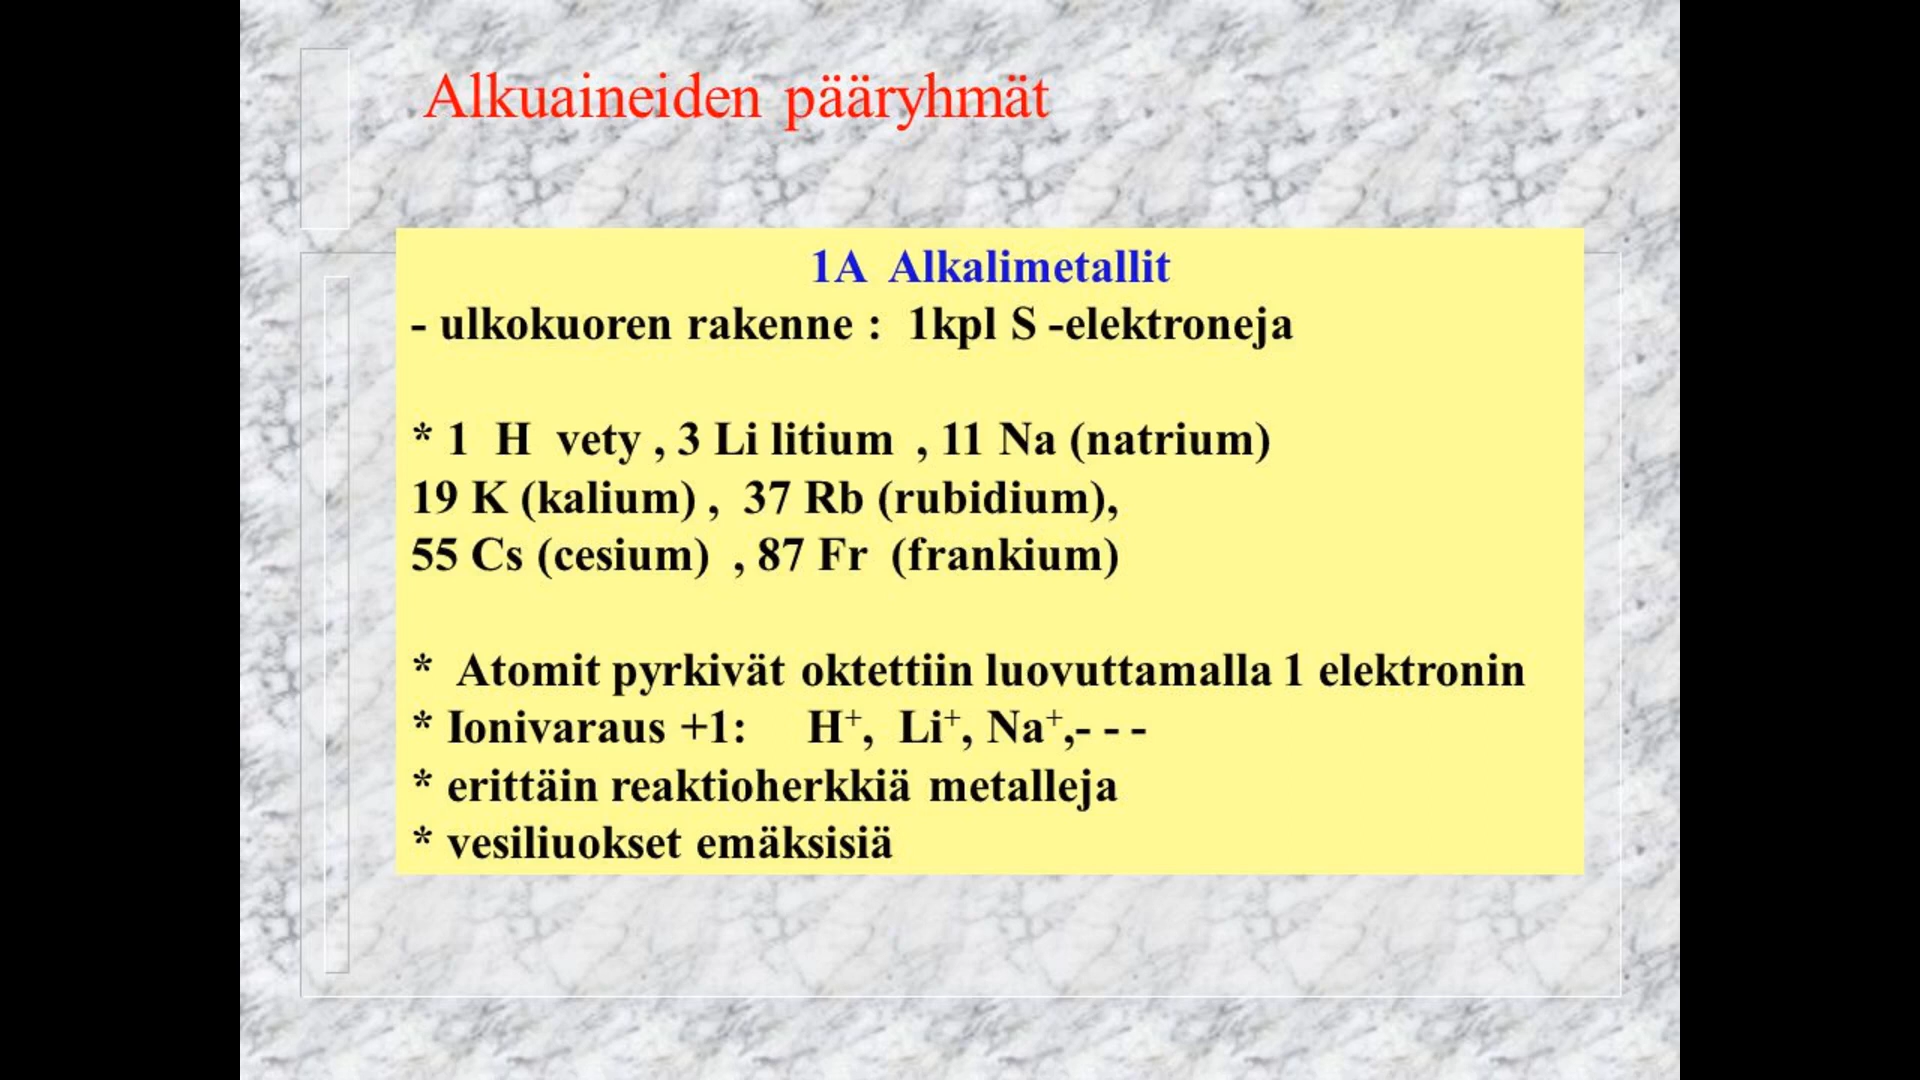 Alkuaineiden pääryhmät
1A Alkalimetallit
- ulkokuoren rakenne : 1kpl S -elektroneja
* 1 H vety , 3 Li litium , 11 Na (natrium)
19 K (kalium) , 37 Rb (rubidium),
55 Cs (cesium) , 87 Fr (frankium)
* Atomit pyrkivät oktettiin luovuttamalla 1 elektronin
* Ionivaraus +1: H⁺, Li⁺, Na⁺,- - -
* erittäin reaktioherkkiä metalleja
* vesiliuokset emäksisiä